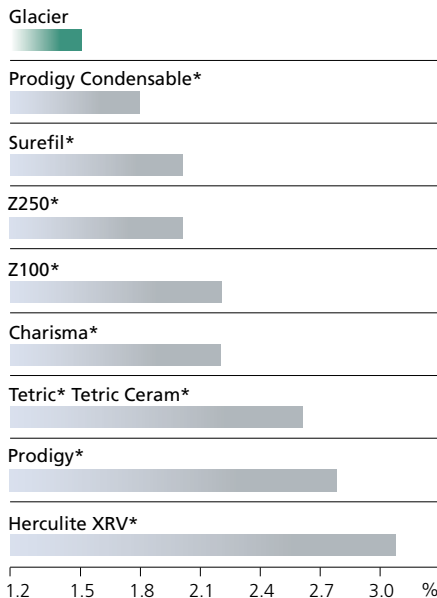 Glacier
Prodigy Condensable*
Surefil*
Z250*
Z100*
Charisma*
Tetric* Tetric Ceram*
Prodigy*
Herculite XRV*
1.2 1.5 1.8 2.1 2.4 2.7 3.0 %